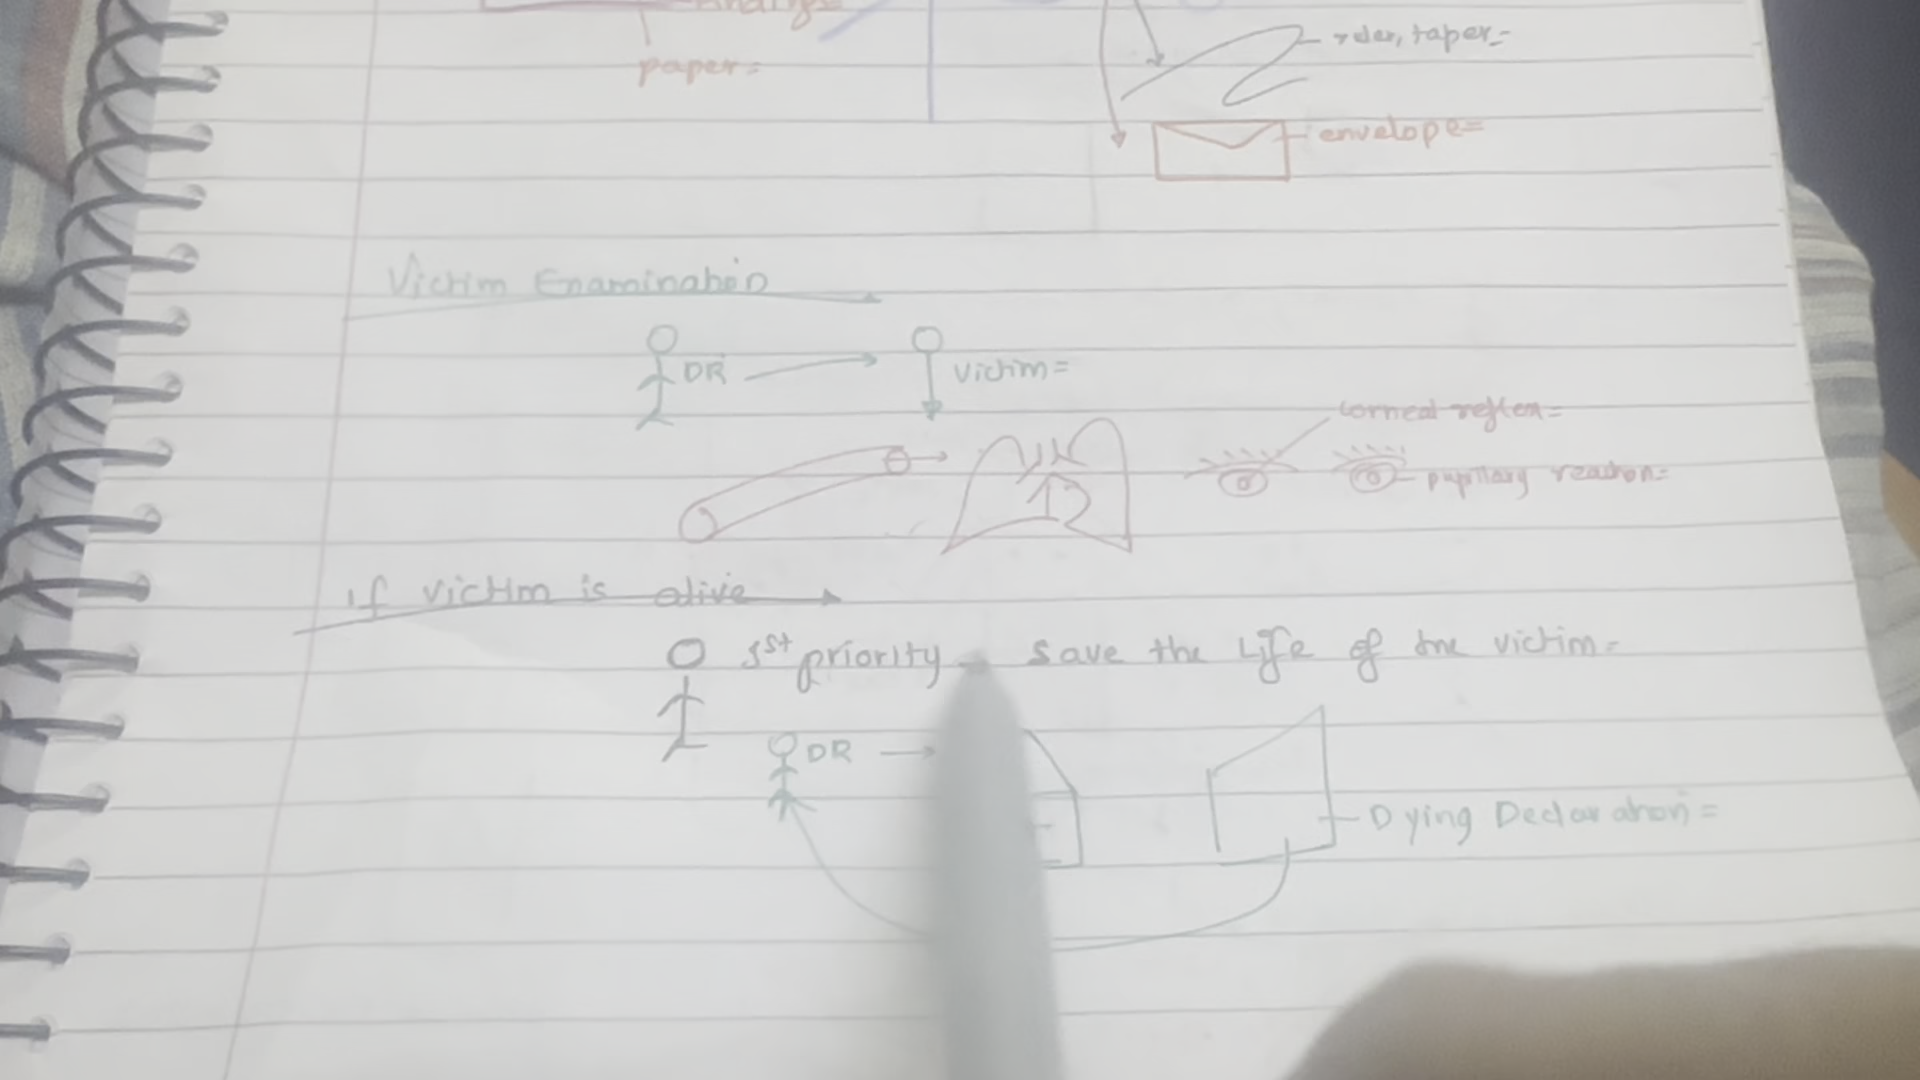 paper=
ruler, taper=
envelope=
Victim Examination
DR
victim=
corneal reflex=
pupillary reaction=
if victim is alive
1st priority - save the life of the victim=
DR
Dying Declaration=